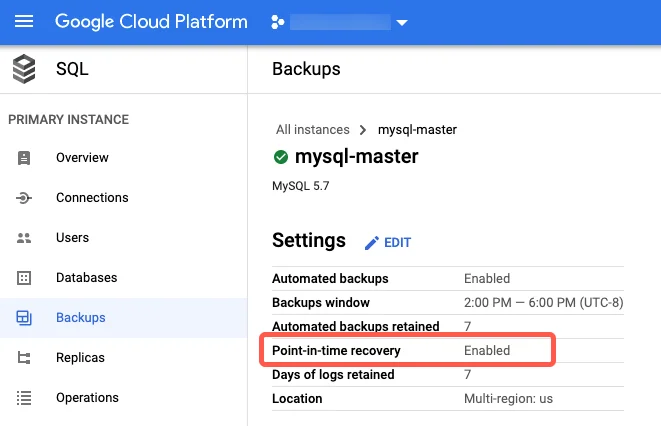 Google Cloud Platform
SQL
Backups
PRIMARY INSTANCE
Overview
Connections
Users
Databases
Backups
Replicas
Operations
All instances > mysql-master
mysql-master
MySQL 5.7
Settings EDIT
Automated backups Enabled
Backups window 2:00 PM — 6:00 PM (UTC-8)
Automated backups retained 7
Point-in-time recovery Enabled
Days of logs retained 7
Location Multi-region: us